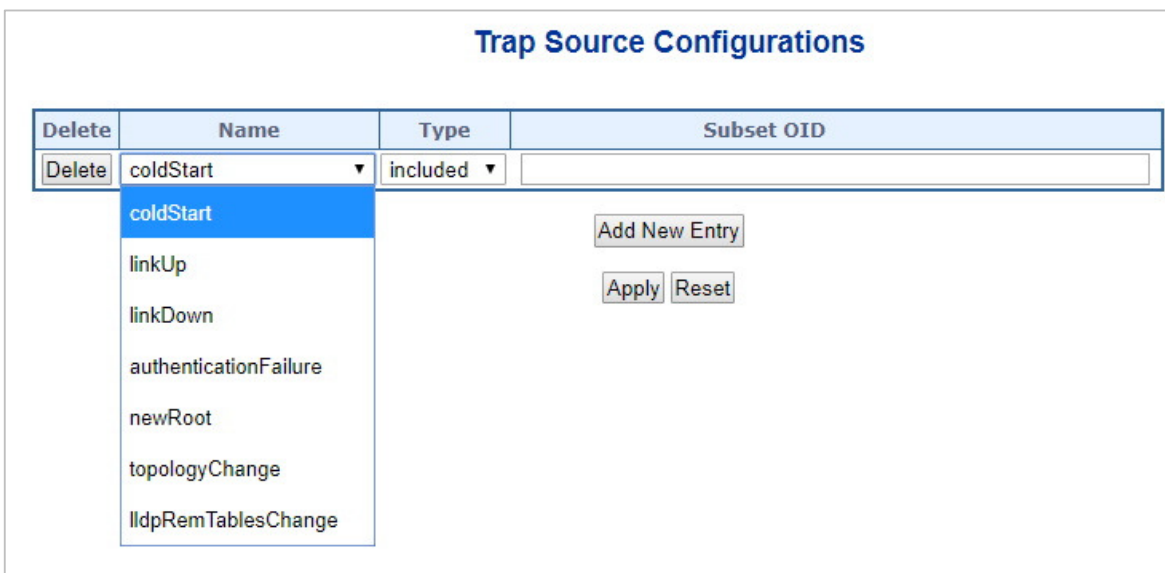 Trap Source Configurations
Delete Name Type Subset OID
Delete coldStart included
coldStart
linkUp
linkDown
authenticationFailure
newRoot
topologyChange
lldpRemTablesChange
Add New Entry
Apply Reset